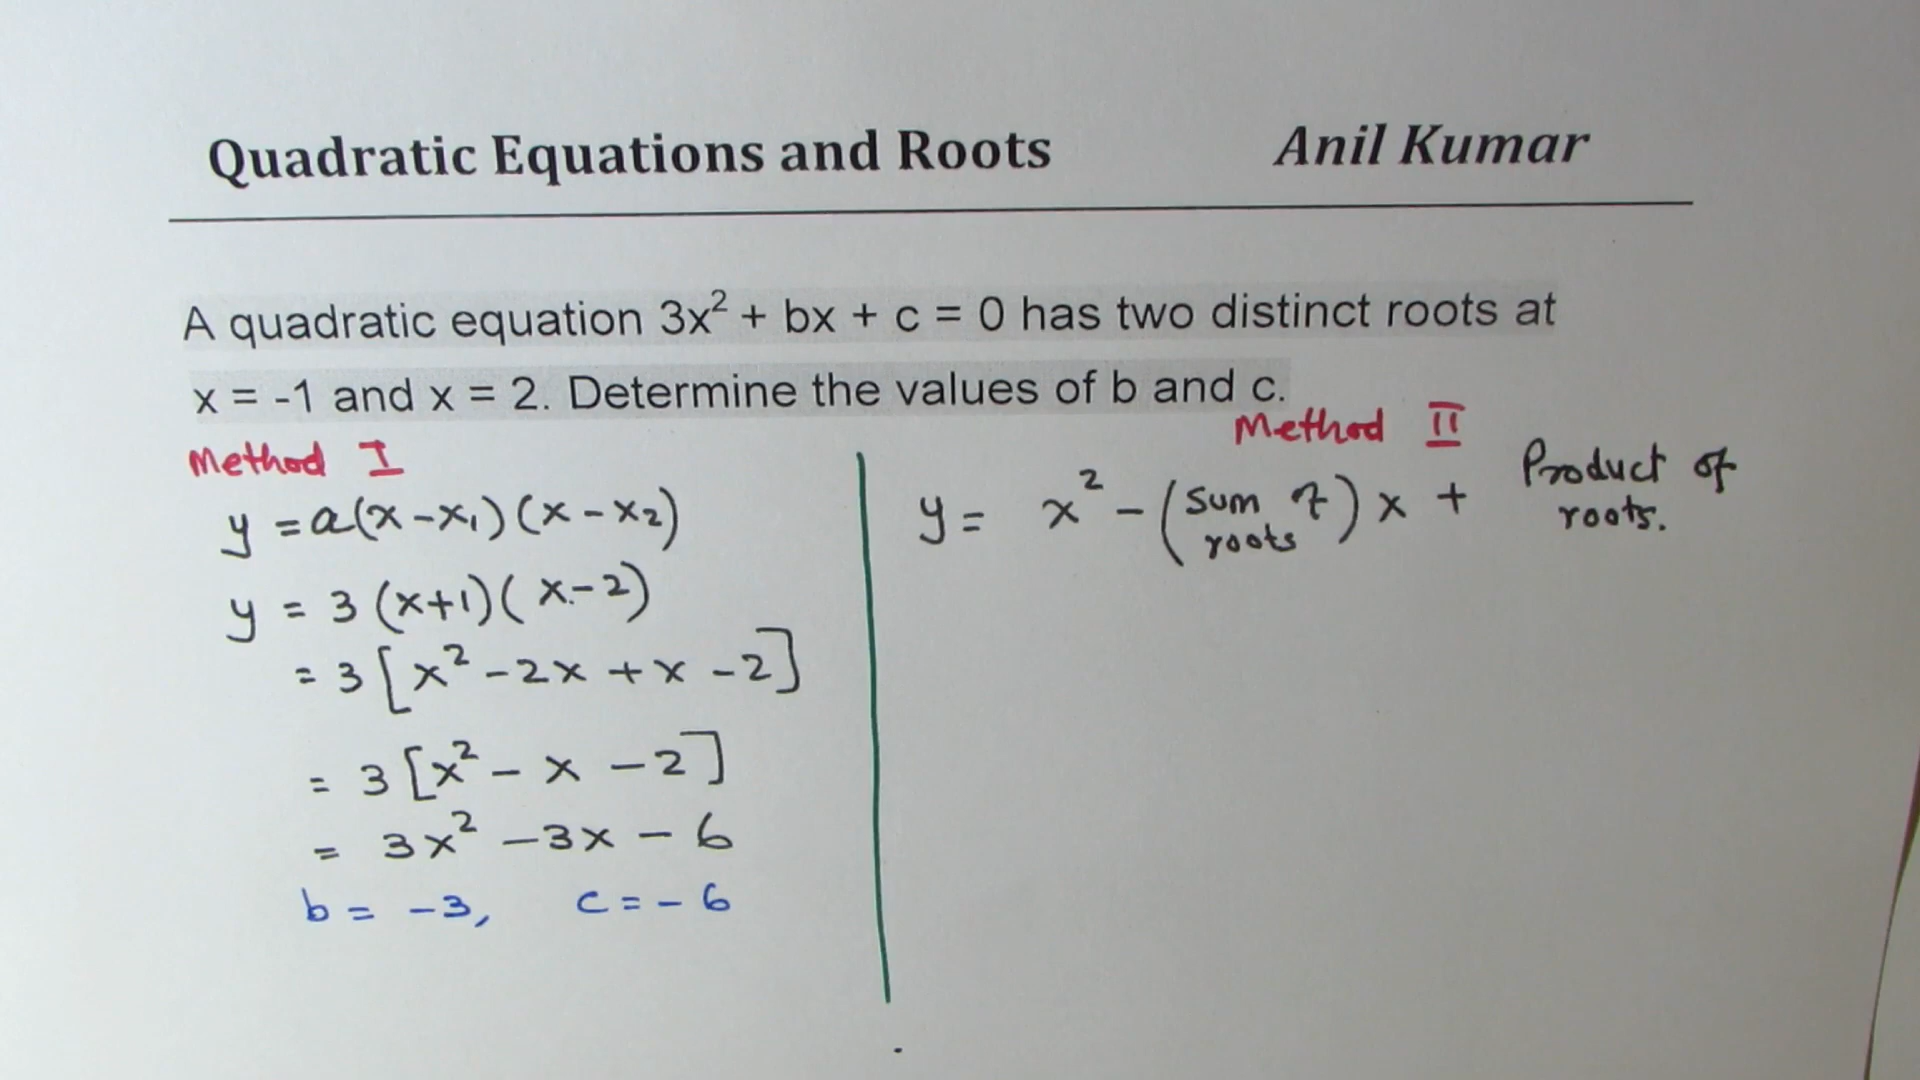 Quadratic Equations and Roots Anil Kumar
A quadratic equation 3x² + bx + c = 0 has two distinct roots at
x = -1 and x = 2. Determine the values of b and c.
Method I
y = a(x-x₁)(x-x₂)
y = 3(x+1)(x-2)
= 3[x² - 2x + x - 2]
= 3[x² - x - 2]
= 3x² - 3x - 6
b = -3, c = -6
Method II
y = x² - (sum of roots) x + Product of roots.